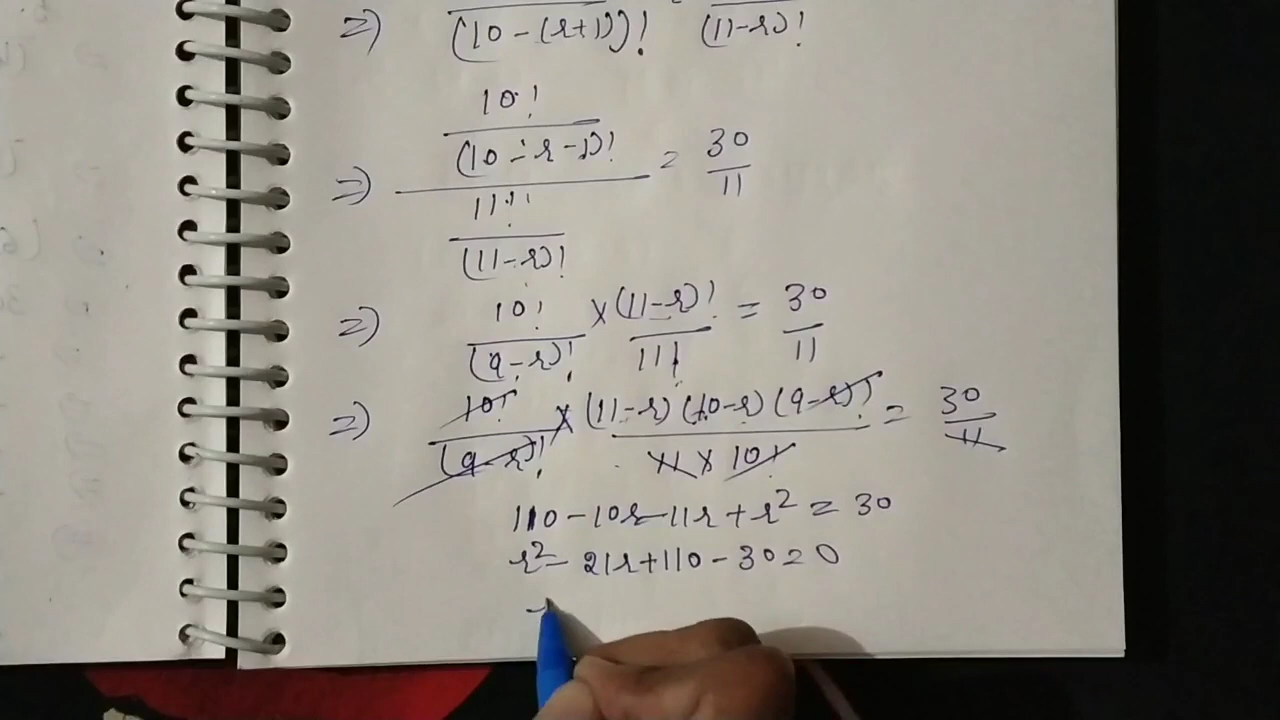 => (10-(r+1))! (11-r)!
10!
(10-r-1)!
=> = 30/11
11!
(11-r)!
=> 10!/(9-r)! × (11-r)!/11! = 30/11
=> 10!/(9-r)! × (11-r)(10-r)(9-r)!/11×10! = 30/11
110-10r-11r+r² = 30
r²-21r+110-30=0